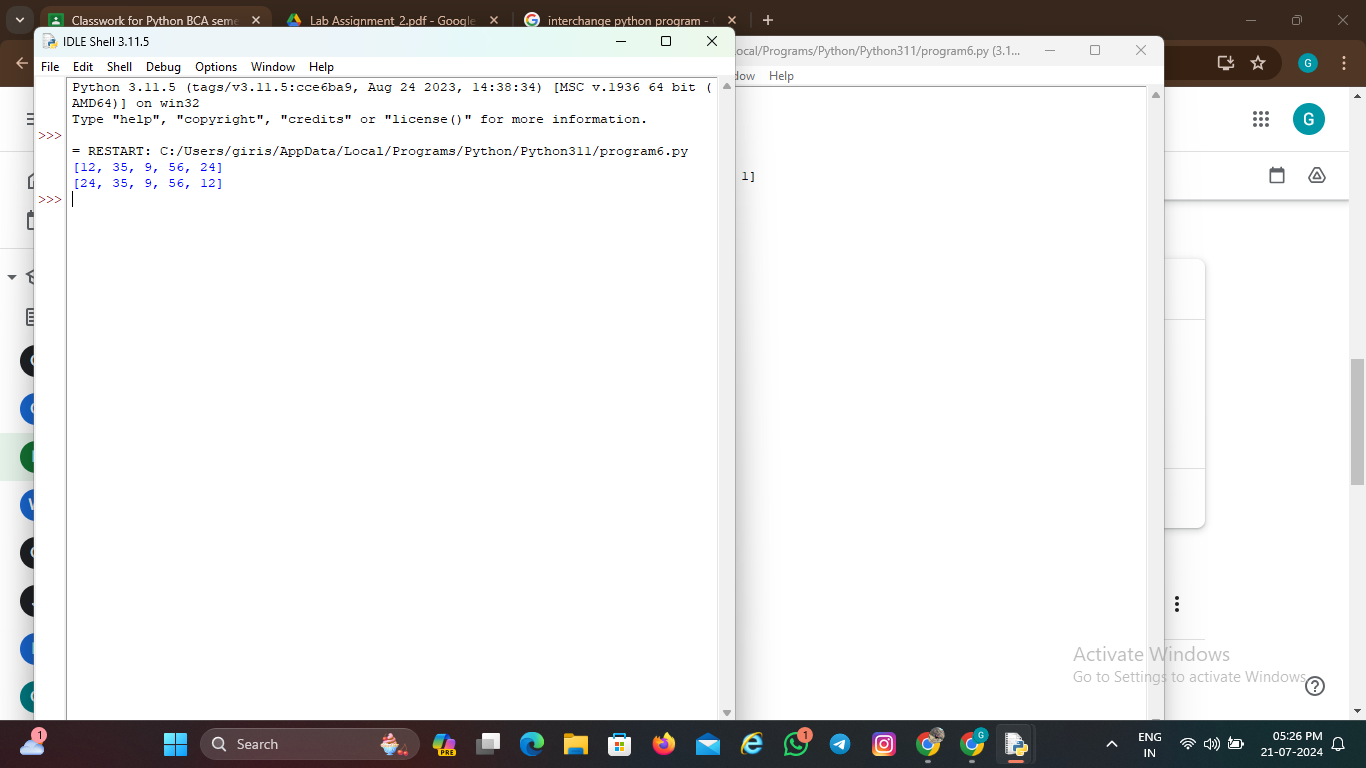 Classwork for Python BCA seme
Lab Assignment_2.pdf - Google
interchange python program -
IDLE Shell 3.11.5
ocal/Programs/Python/Python311/program6.py (3.1...
File Edit Shell Debug Options Window Help
dow Help
Python 3.11.5 (tags/v3.11.5:cce6ba9, Aug 24 2023, 14:38:34) [MSC v.1936 64 bit (
AMD64)] on win32
Type "help", "copyright", "credits" or "license()" for more information.
>>>
= RESTART: C:/Users/giris/AppData/Local/Programs/Python/Python311/program6.py
[12, 35, 9, 56, 24]
[24, 35, 9, 56, 12]
>>>
1]
G
G
Activate Windows
Go to Settings to activate Windows.
1
Search
PRE
1
G
ENG
IN
05:26 PM
21-07-2024